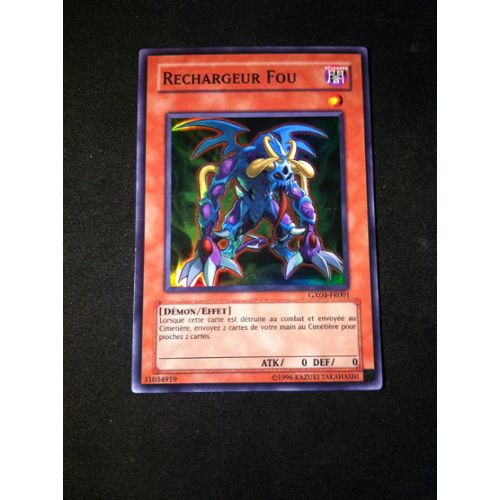 RECHARGEUR FOU
GX04-FR001
[DÉMON/EFFET]
Lorsque cette carte est détruite au combat et envoyée au
Cimetière, envoyez 2 cartes de votre main au Cimetière pour
piochez 2 cartes.
ATK/ 0 DEF/ 0
31034919 ©1996 KAZUKI TAKAHASHI